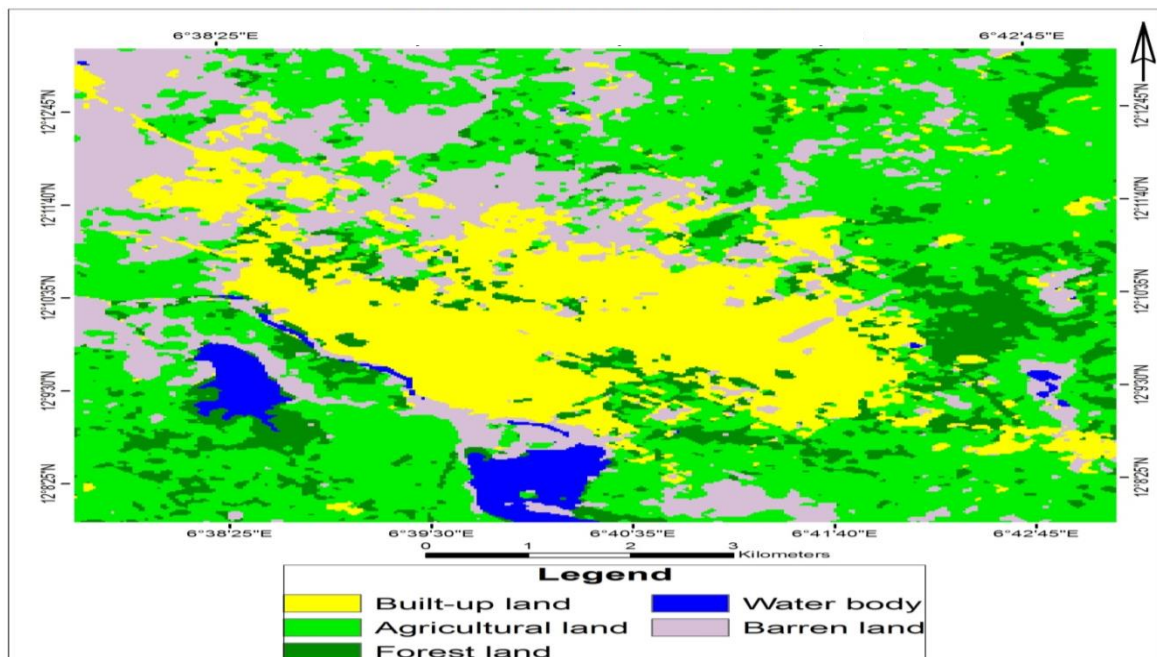 6°38'25"E 6°42'45"E
12°12'45"N 12°12'45"N
12°11'40"N 12°11'40"N
12°10'35"N 12°10'35"N
12°9'30"N 12°9'30"N
12°8'25"N 12°8'25"N
6°38'25"E 6°39'30"E 6°40'35"E 6°41'40"E 6°42'45"E
0 1 2 3
Kilometers
Legend
Built-up land Water body
Agricultural land Barren land
Forest land